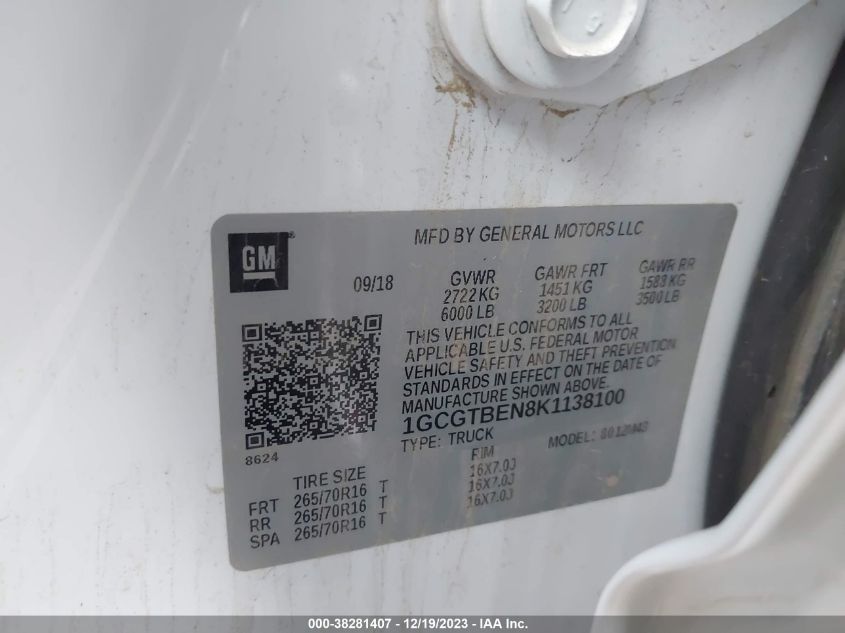 MFD BY GENERAL MOTORS LLC
GM
09/18 GVWR GAWR FRT GAWR RR
2722 KG 1451 KG 1588 KG
6000 LB 3200 LB 3500 LB
THIS VEHICLE CONFORMS TO ALL
APPLICABLE U.S. FEDERAL MOTOR
VEHICLE SAFETY AND THEFT PREVENTION
STANDARDS IN EFFECT ON THE DATE OF
MANUFACTURE SHOWN ABOVE.
1GCGTBEN8K1138100
8624
TYPE: TRUCK MODEL:
TIRE SIZE RIM
FRT 265/70R16 T 16X7.0J
RR 265/70R16 T 16X7.0J
SPA 265/70R16 T 16X7.0J
000-38281407 - 12/19/2023 - IAA Inc.